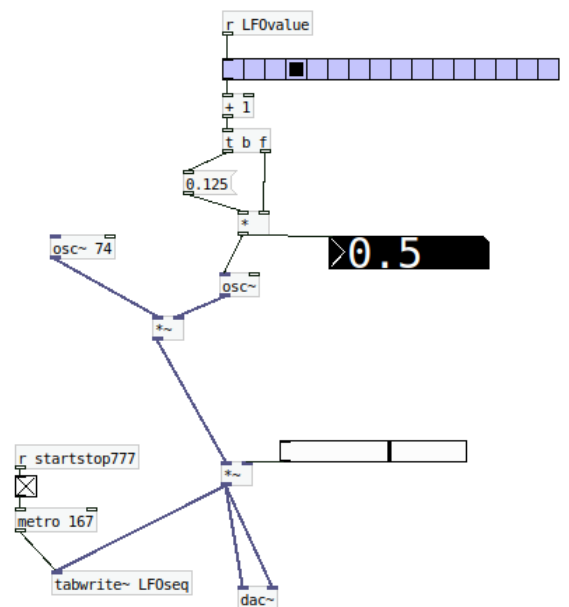 r LFOvalue
+ 1
t b f
0.125
*
0.5
osc~ 74
osc~
*~
r startstop777
*~
metro 167
tabwrite~ LFOseq
dac~